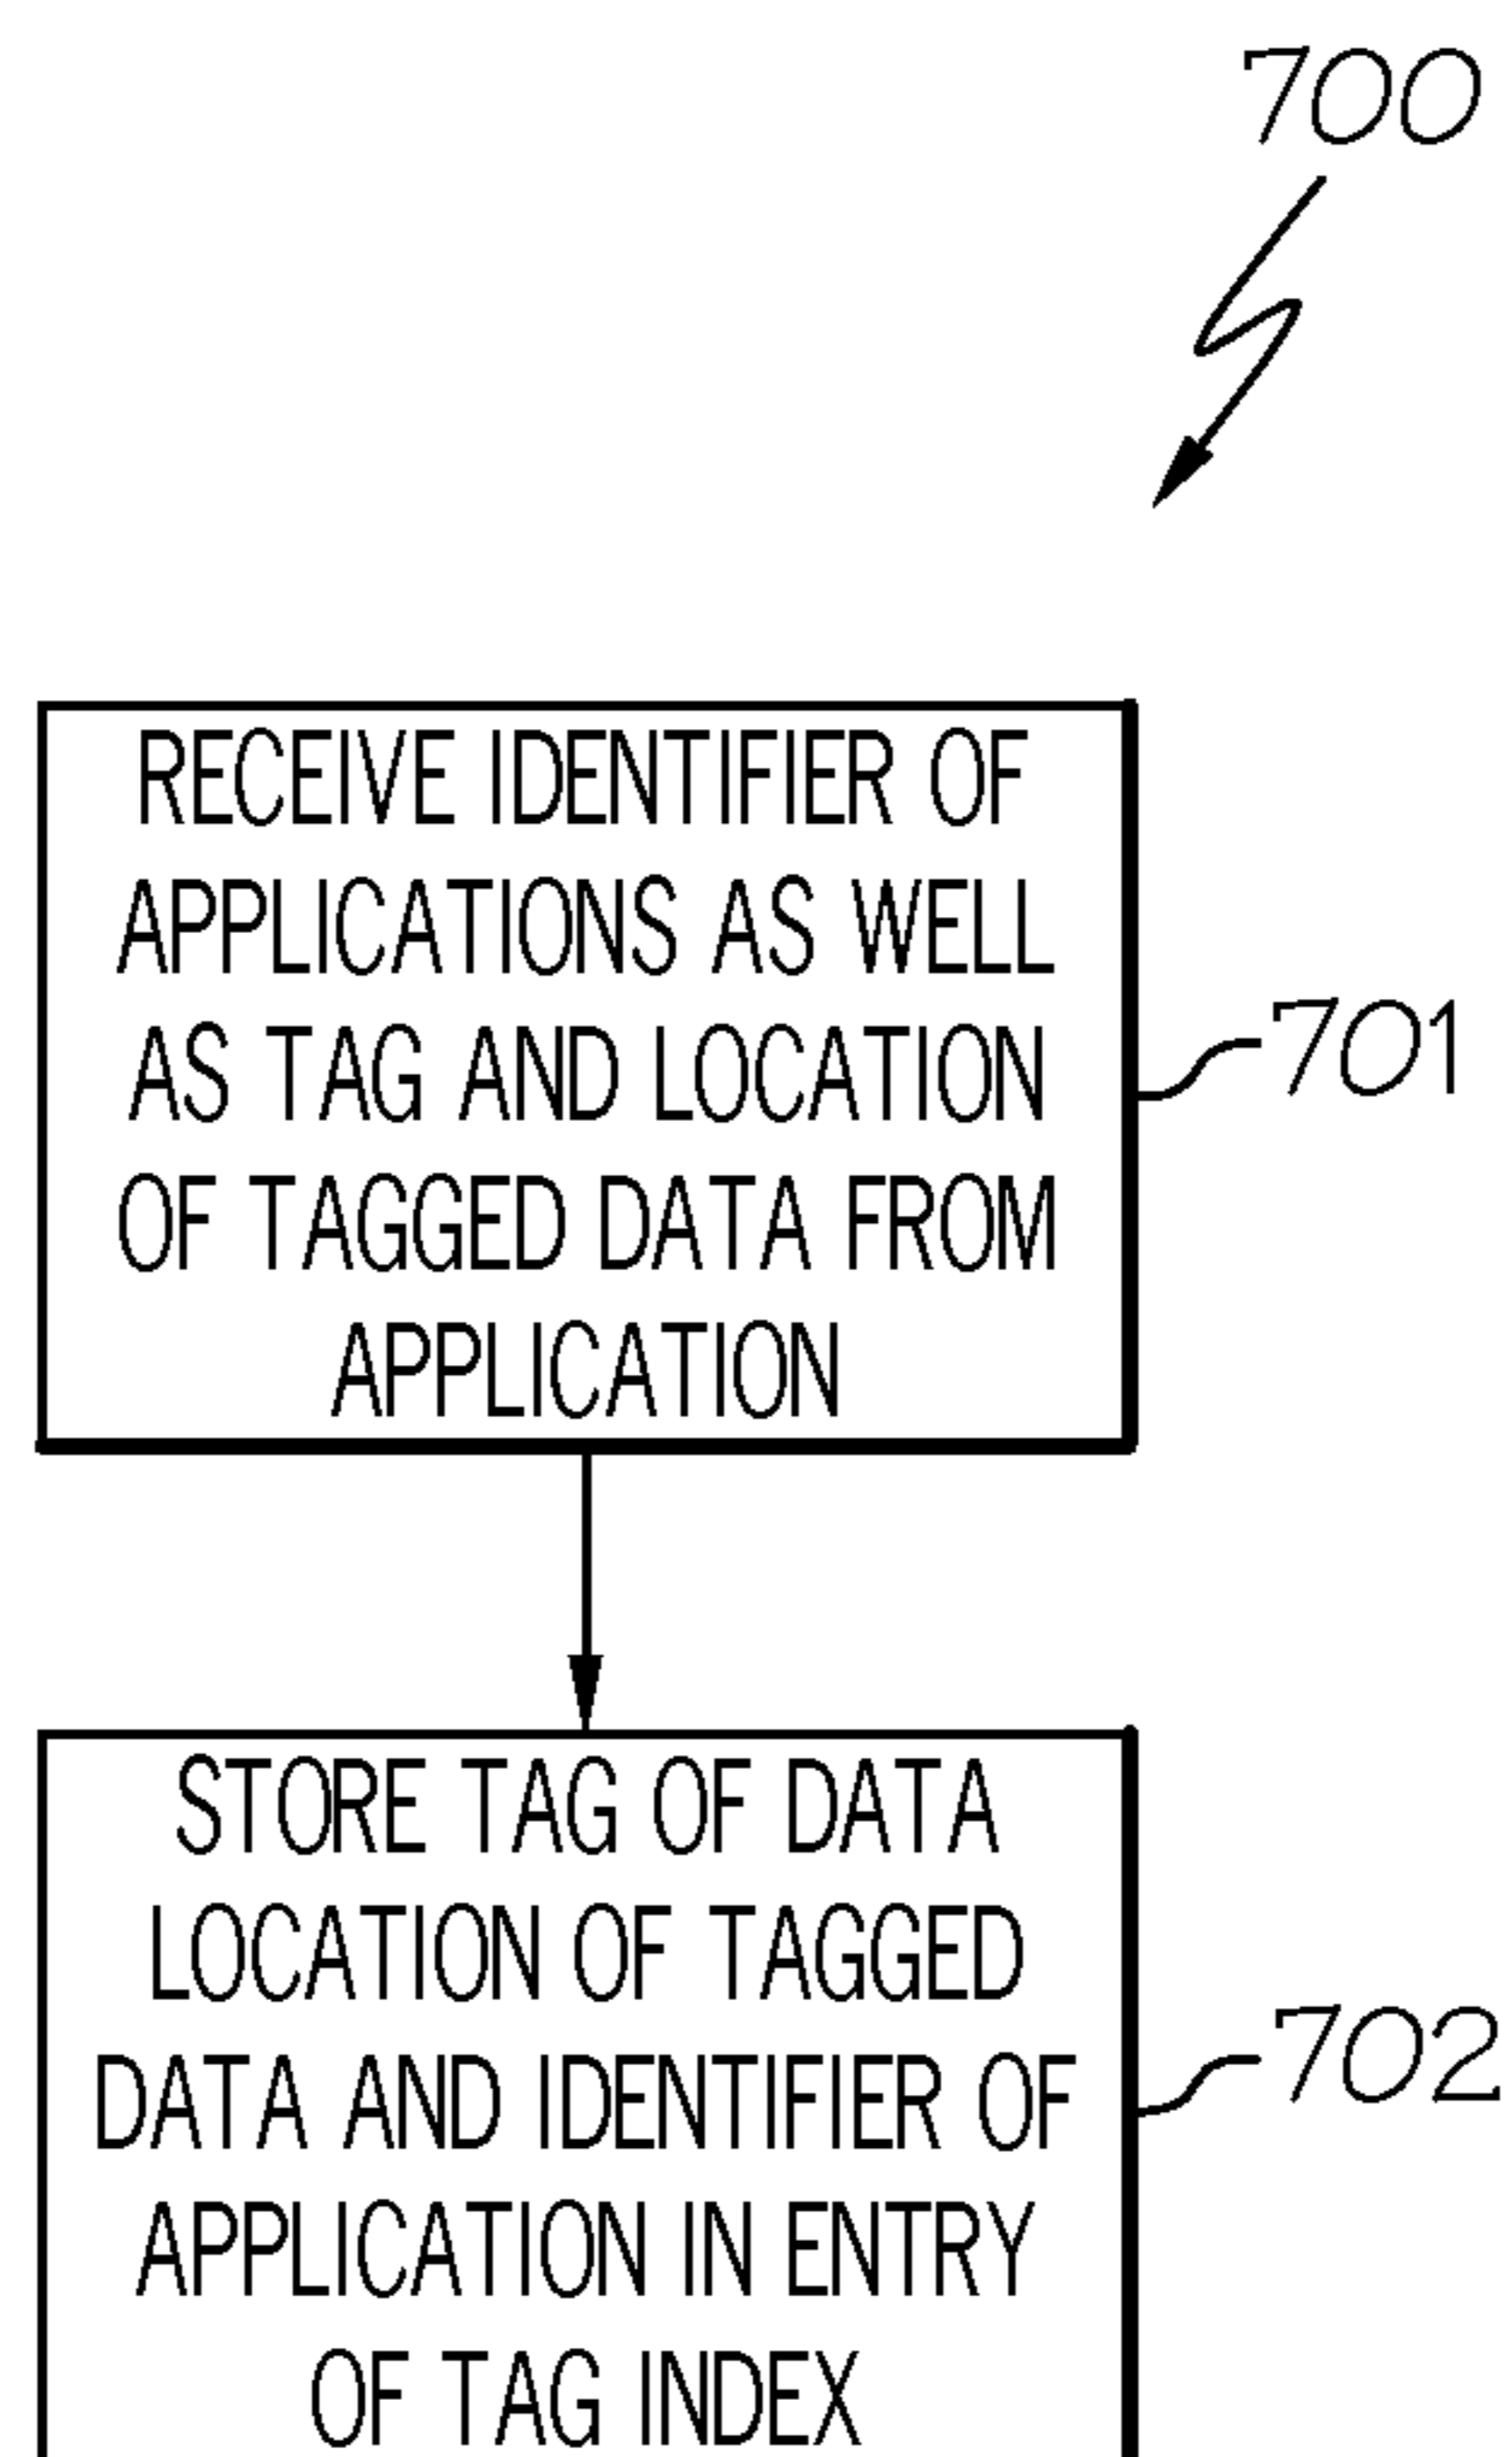 700
RECEIVE IDENTIFIER OF
APPLICATIONS AS WELL
AS TAG AND LOCATION
OF TAGGED DATA FROM
APPLICATION
701
STORE TAG OF DATA
LOCATION OF TAGGED
DATA AND IDENTIFIER OF
APPLICATION IN ENTRY
OF TAG INDEX
702